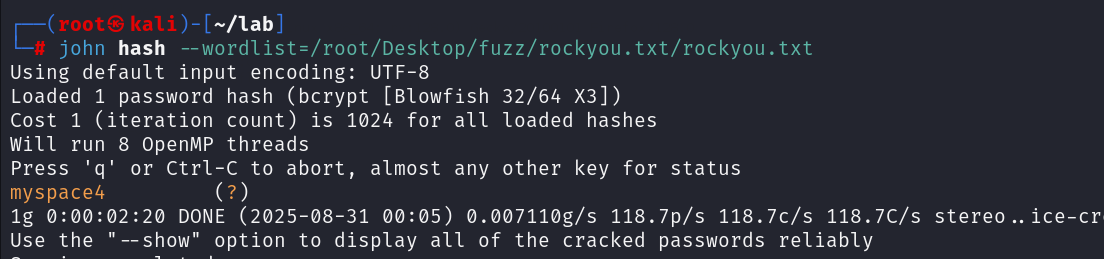 ┌──(root㉿kali)-[~/lab]
└─# john hash --wordlist=/root/Desktop/fuzz/rockyou.txt/rockyou.txt
Using default input encoding: UTF-8
Loaded 1 password hash (bcrypt [Blowfish 32/64 X3])
Cost 1 (iteration count) is 1024 for all loaded hashes
Will run 8 OpenMP threads
Press 'q' or Ctrl-C to abort, almost any other key for status
myspace4         (?)
1g 0:00:02:20 DONE (2025-08-31 00:05) 0.007110g/s 118.7p/s 118.7c/s 118.7C/s stereo..ice-cr
Use the "--show" option to display all of the cracked passwords reliably